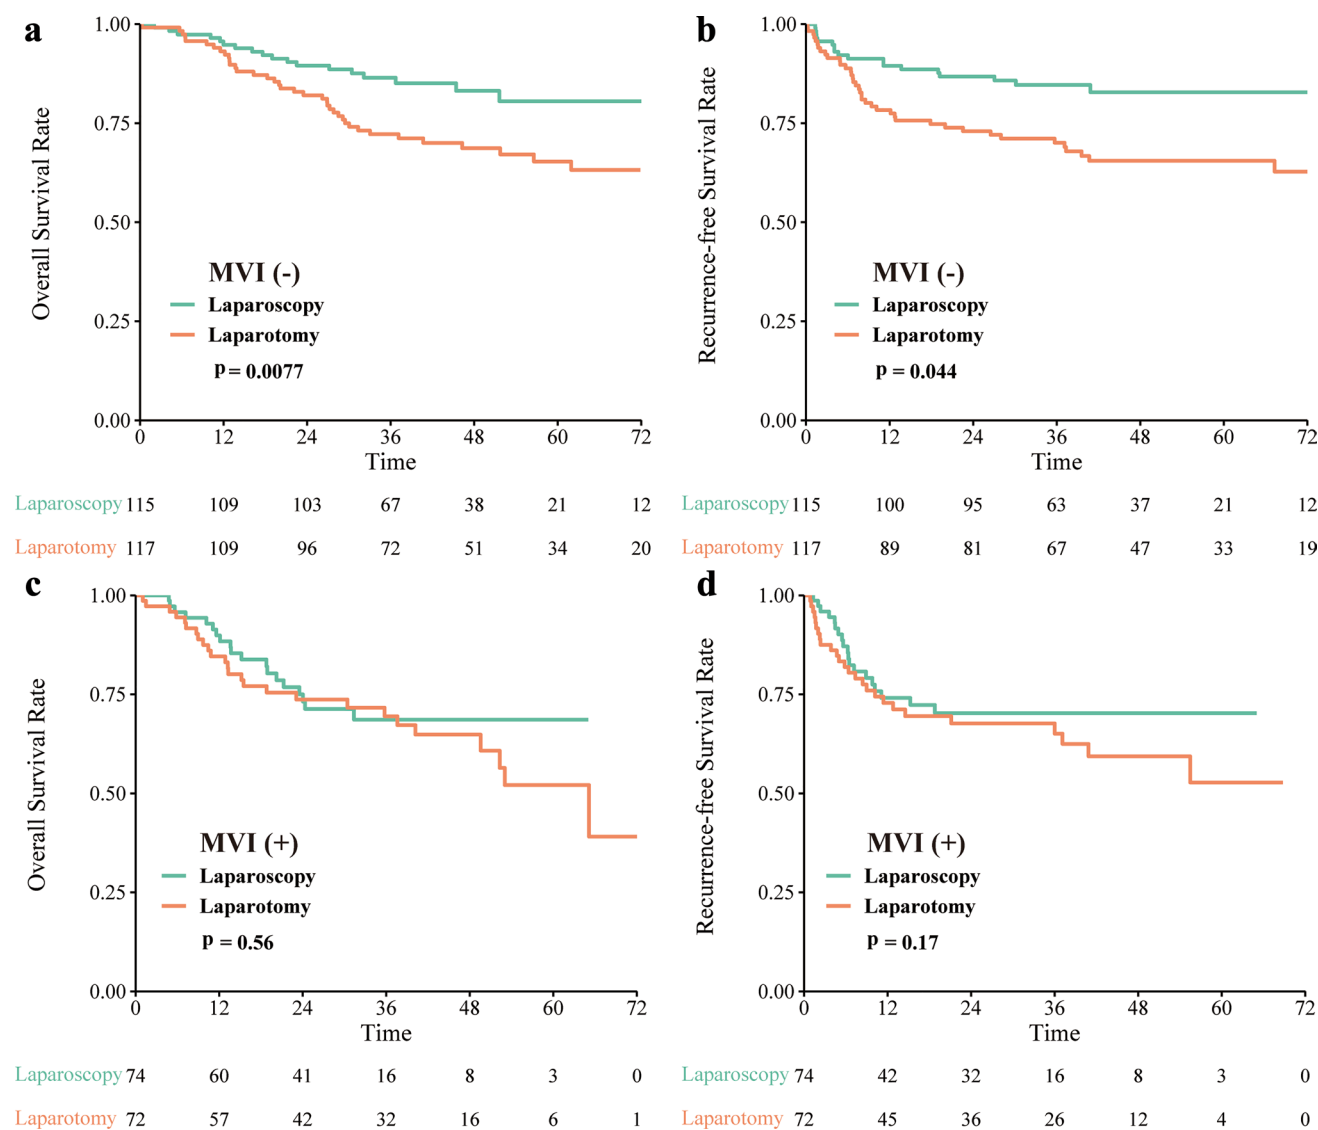 a
1.00
0.75
0.50
0.25
0.00
Overall Survival Rate
MVI (-)
Laparoscopy
Laparotomy
p = 0.0077
0 12 24 36 48 60 72
Time
Laparoscopy 115 109 103 67 38 21 12
Laparotomy 117 109 96 72 51 34 20
b
1.00
0.75
0.50
0.25
0.00
Recurrence-free Survival Rate
MVI (-)
Laparoscopy
Laparotomy
p = 0.044
0 12 24 36 48 60 72
Time
Laparoscopy 115 100 95 63 37 21 12
Laparotomy 117 89 81 67 47 33 19
c
1.00
0.75
0.50
0.25
0.00
Overall Survival Rate
MVI (+)
Laparoscopy
Laparotomy
p = 0.56
0 12 24 36 48 60 72
Time
Laparoscopy 74 60 41 16 8 3 0
Laparotomy 72 57 42 32 16 6 1
d
1.00
0.75
0.50
0.25
0.00
Recurrence-free Survival Rate
MVI (+)
Laparoscopy
Laparotomy
p = 0.17
0 12 24 36 48 60 72
Time
Laparoscopy 74 42 32 16 8 3 0
Laparotomy 72 45 36 26 12 4 0